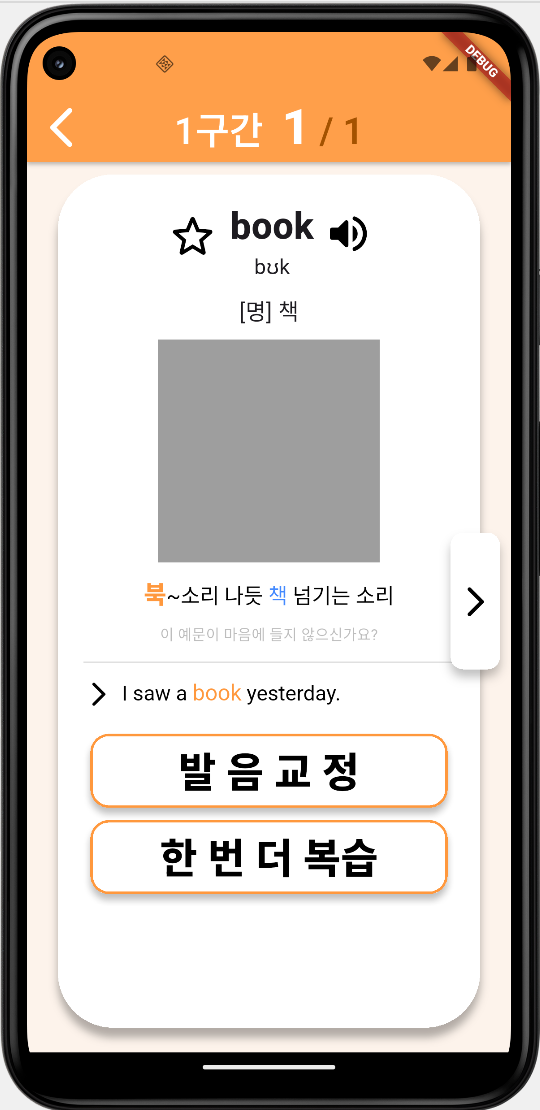 DEBUG
1구간 1 / 1
book
bʊk
[명] 책
북~소리 나듯 책 넘기는 소리
이 예문이 마음에 들지 않으신가요?
I saw a book yesterday.
발 음 교 정
한 번 더 복습